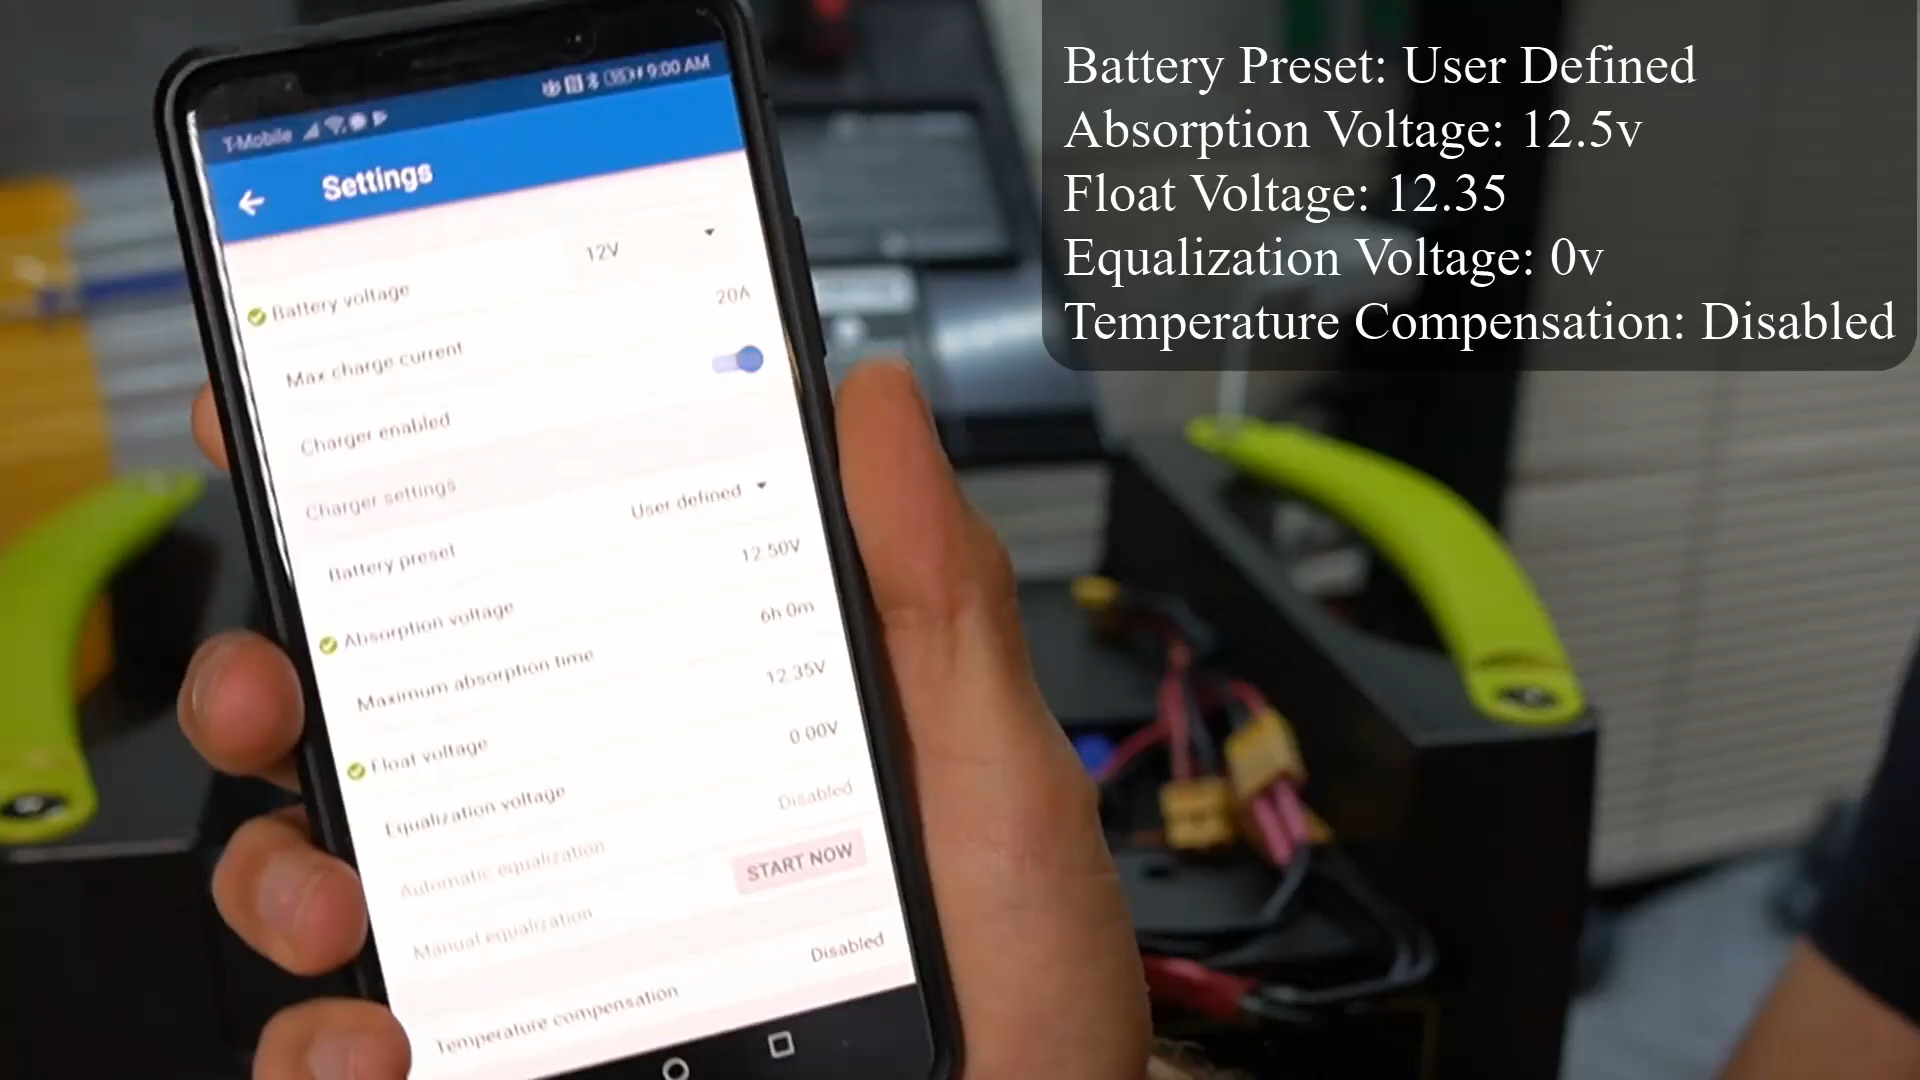 Battery Preset: User Defined
Absorption Voltage: 12.5v
Float Voltage: 12.35
Equalization Voltage: 0v
Temperature Compensation: Disabled
T-Mobile 9:00 AM
Settings
Battery voltage 12V
Max charge current 20A
Charger enabled
Charger settings
Battery preset User defined
Absorption voltage 12.50V
Maximum absorption time 6h 0m
Float voltage 12.35V
Equalization voltage 0.00V
Automatic equalization Disabled
Manual equalization START NOW
Temperature compensation Disabled